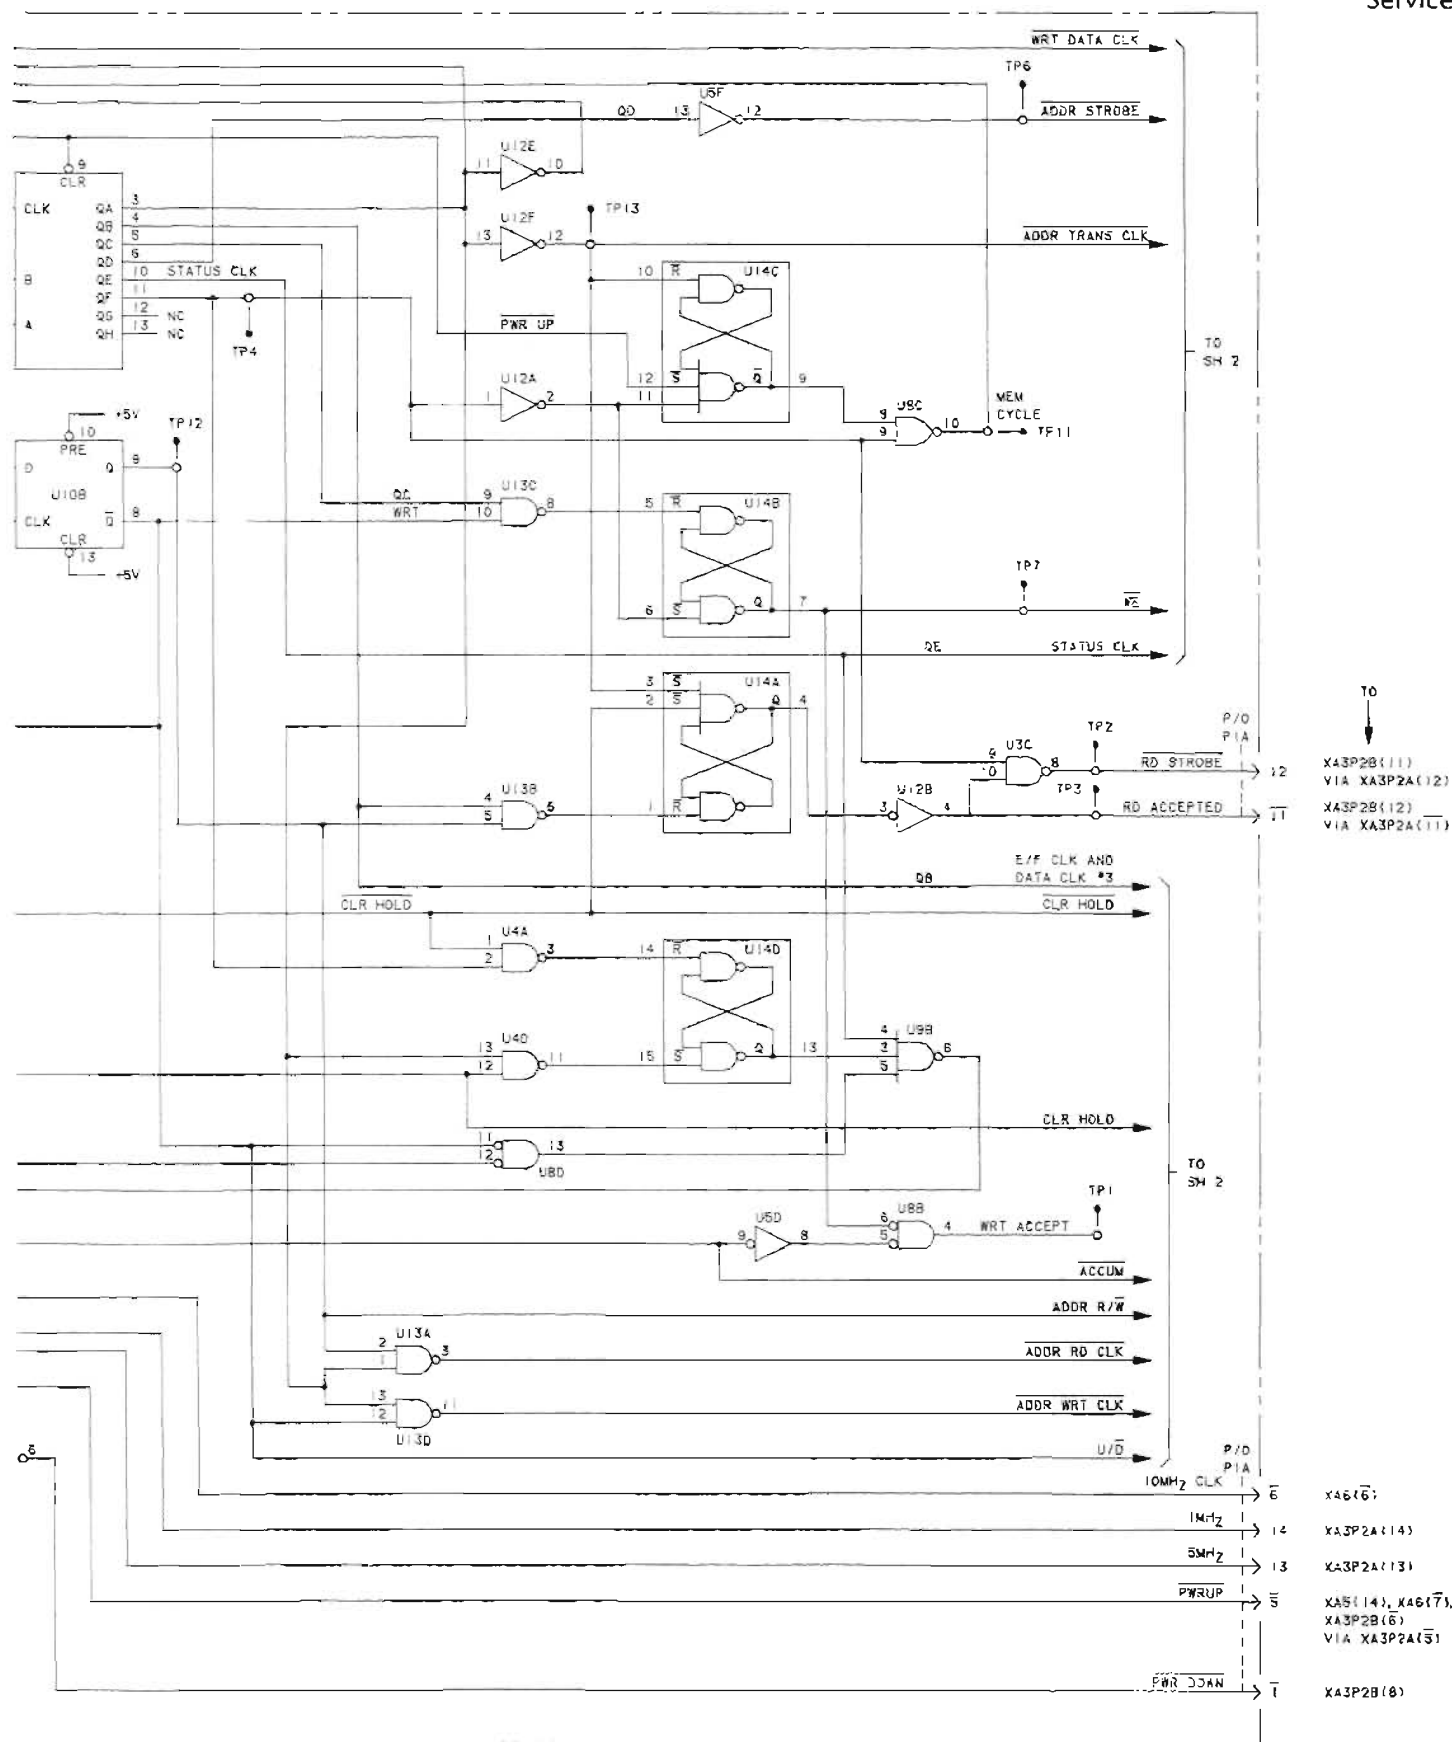 Service
WRT DATA CLK
TP6
U5F
QD 13 12
ADDR STROBE
U12E
11 10
9
CLR
CLK QA 3
QB 4
QC 5
QD 6
B QE 10 STATUS CLK
QF 11
QG 12 NC
A QH 13 NC
TP4
U12F
13 12
TP13
ADDR TRANS CLK
10 R U14C
PWR UP
12 S Q 9
11
U12A
1 2
TO
SH 2
U8C
8
9 10
MEM
CYCLE
TP11
+5V
TP12
10
PRE
D Q 9
U10B
CLK Q 8
CLR
13
+5V
QC 9 U13C
WRT 10 8
5 R U14B
6 S Q 7
TP7
QE STATUS CLK
3 S U14A
2 S Q 4
1 R
U13B
4
5 6
U12B
3 4
U3C
9
10 8
TP2
TP3
P/O
P1A
RD STROBE 12
RD ACCEPTED 11
TO
XA3P2B(11)
VIA XA3P2A(12)
XA3P2B(12)
VIA XA3P2A(11)
QB
E/F CLK AND
DATA CLK #3
CLR HOLD
CLR HOLD
U4A
1
2 3
14 R U14D
15 S Q 13
U4D
13
12 11
U9B
4
3
5 6
CLR HOLD
11
12 13
U8D
TO
SH 2
TP1
U5D
9 8
U8B
6
5 4
WRT ACCEPT
ACCUM
ADDR R/W
U13A
2
1 3
ADDR RD CLK
13
12 11
U13D
ADDR WRT CLK
U/D
P/O
P1A
10MHz CLK 6 XA6(6)
1MHz 14 XA3P2A(14)
5MHz 13 XA3P2A(13)
PWRUP 5 XA5(14), XA6(7),
XA3P2B(6)
VIA XA3P2A(5)
PWR DOWN 1 XA3P2B(8)